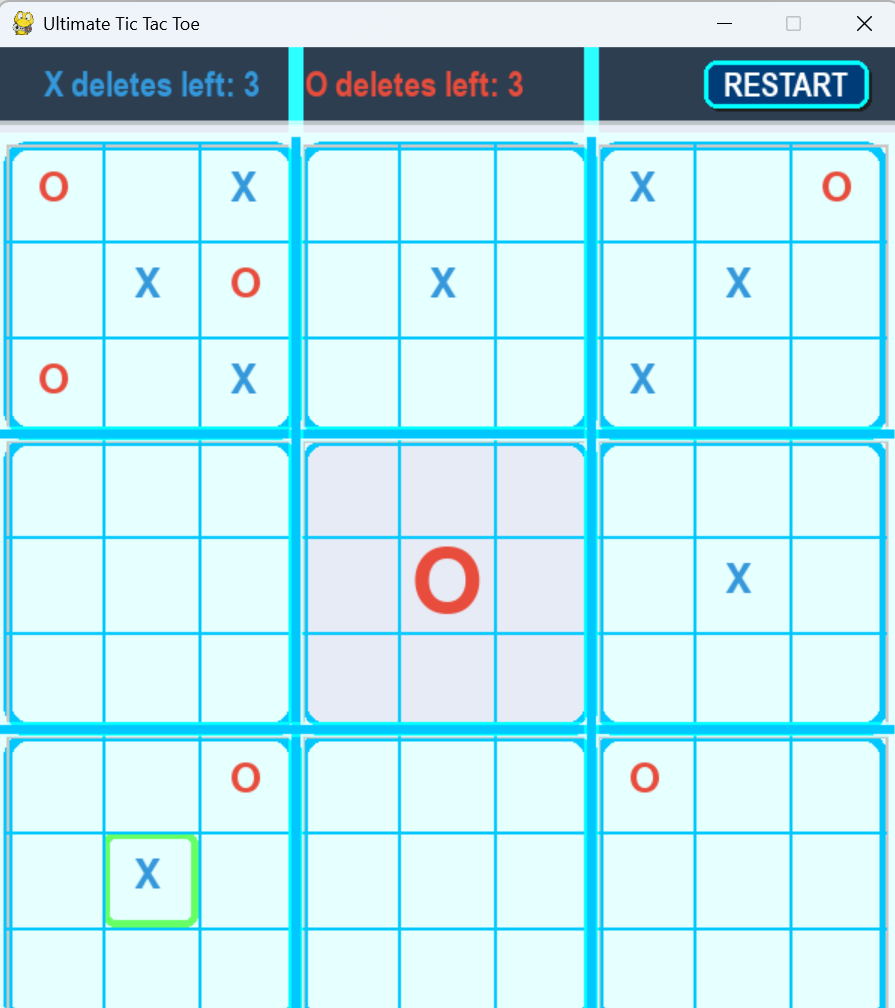 Ultimate Tic Tac Toe
X deletes left: 3 O deletes left: 3 RESTART
O X X O
X O X X
O X X
O
X
O O
X